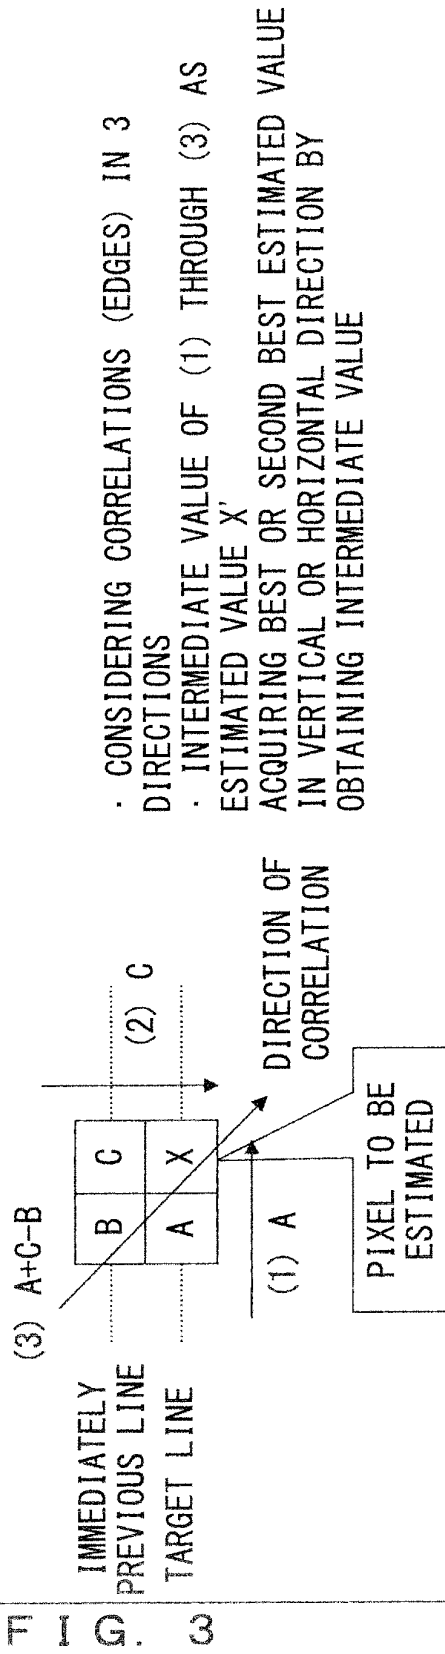 FIG. 3
(3) A+C-B
IMMEDIATELY
PREVIOUS LINE
TARGET LINE
B C
A X
(2) C
(1) A
DIRECTION OF
CORRELATION
PIXEL TO BE
ESTIMATED
· CONSIDERING CORRELATIONS (EDGES) IN 3
DIRECTIONS
· INTERMEDIATE VALUE OF (1) THROUGH (3) AS
ESTIMATED VALUE X'
ACQUIRING BEST OR SECOND BEST ESTIMATED VALUE
IN VERTICAL OR HORIZONTAL DIRECTION BY
OBTAINING INTERMEDIATE VALUE